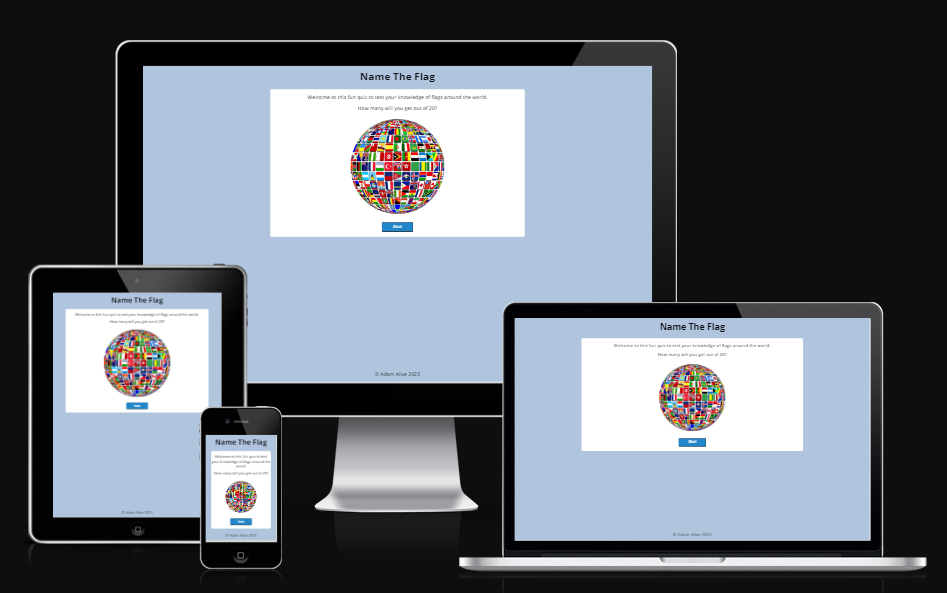 Name The Flag
Welcome to this fun quiz to test your knowledge of flags around the world.
How many will you get out of 20?
Start
© Adam Alive 2023
Name The Flag
Welcome to this fun quiz to test your knowledge of flags around the world.
How many will you get out of 20?
Start
© Adam Alive 2023
Name The Flag
Welcome to this fun quiz to test
your knowledge of flags around the
world.
How many will you get out of 20?
Start
© Adam Alive 2023
Name The Flag
Welcome to this fun quiz to test your knowledge of flags around the world.
How many will you get out of 20?
Start
© Adam Alive 2023